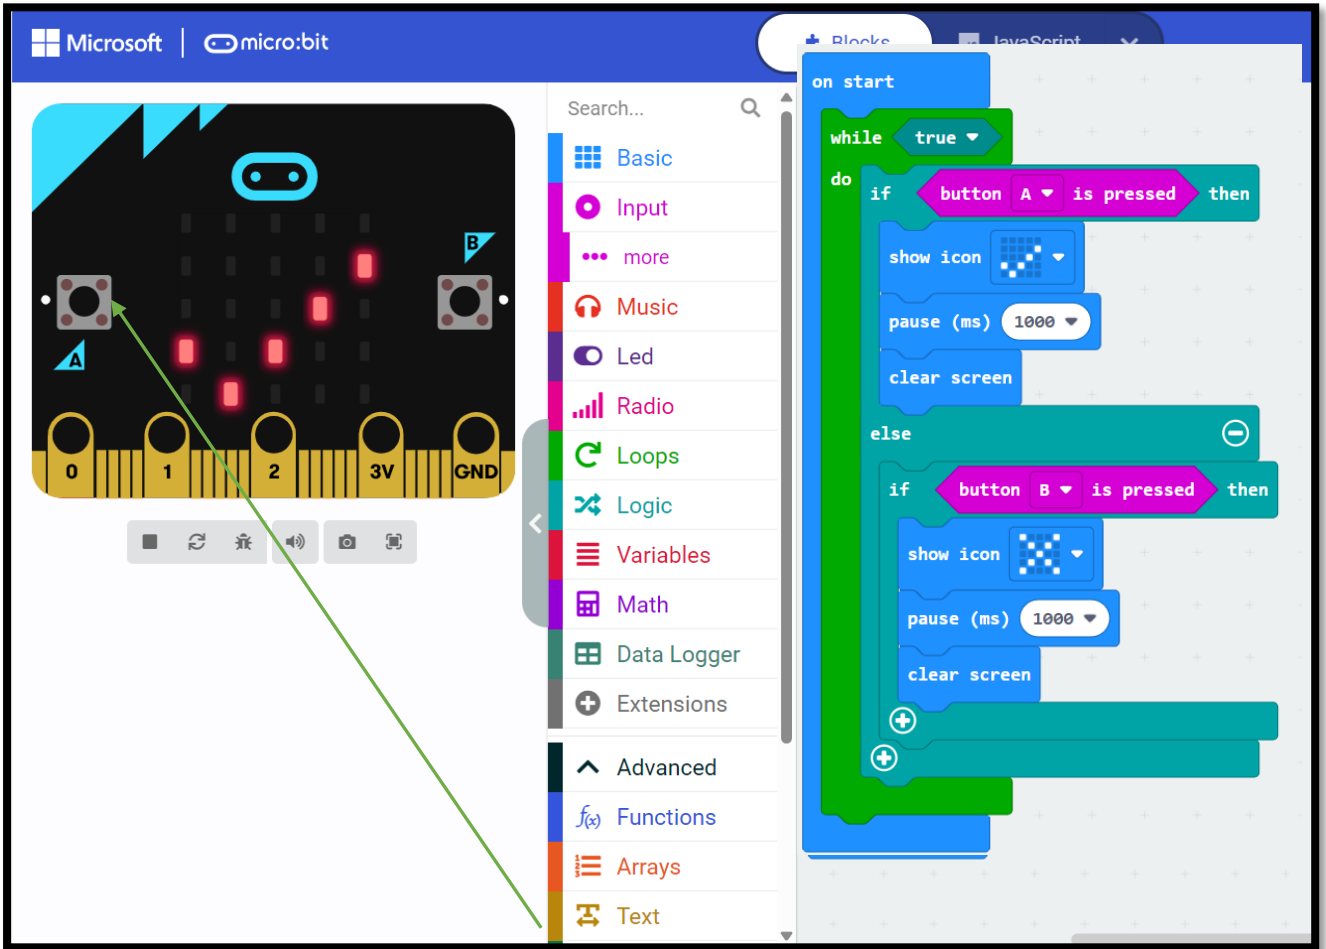 Microsoft micro:bit
Blocks JavaScript
B
A
0 1 2 3V GND
Search...
Basic
Input
more
Music
Led
Radio
Loops
Logic
Variables
Math
Data Logger
Extensions
Advanced
f(x) Functions
Arrays
Text
on start
while true
do if button A is pressed then
show icon
pause (ms) 1000
clear screen
else
if button B is pressed then
show icon
pause (ms) 1000
clear screen